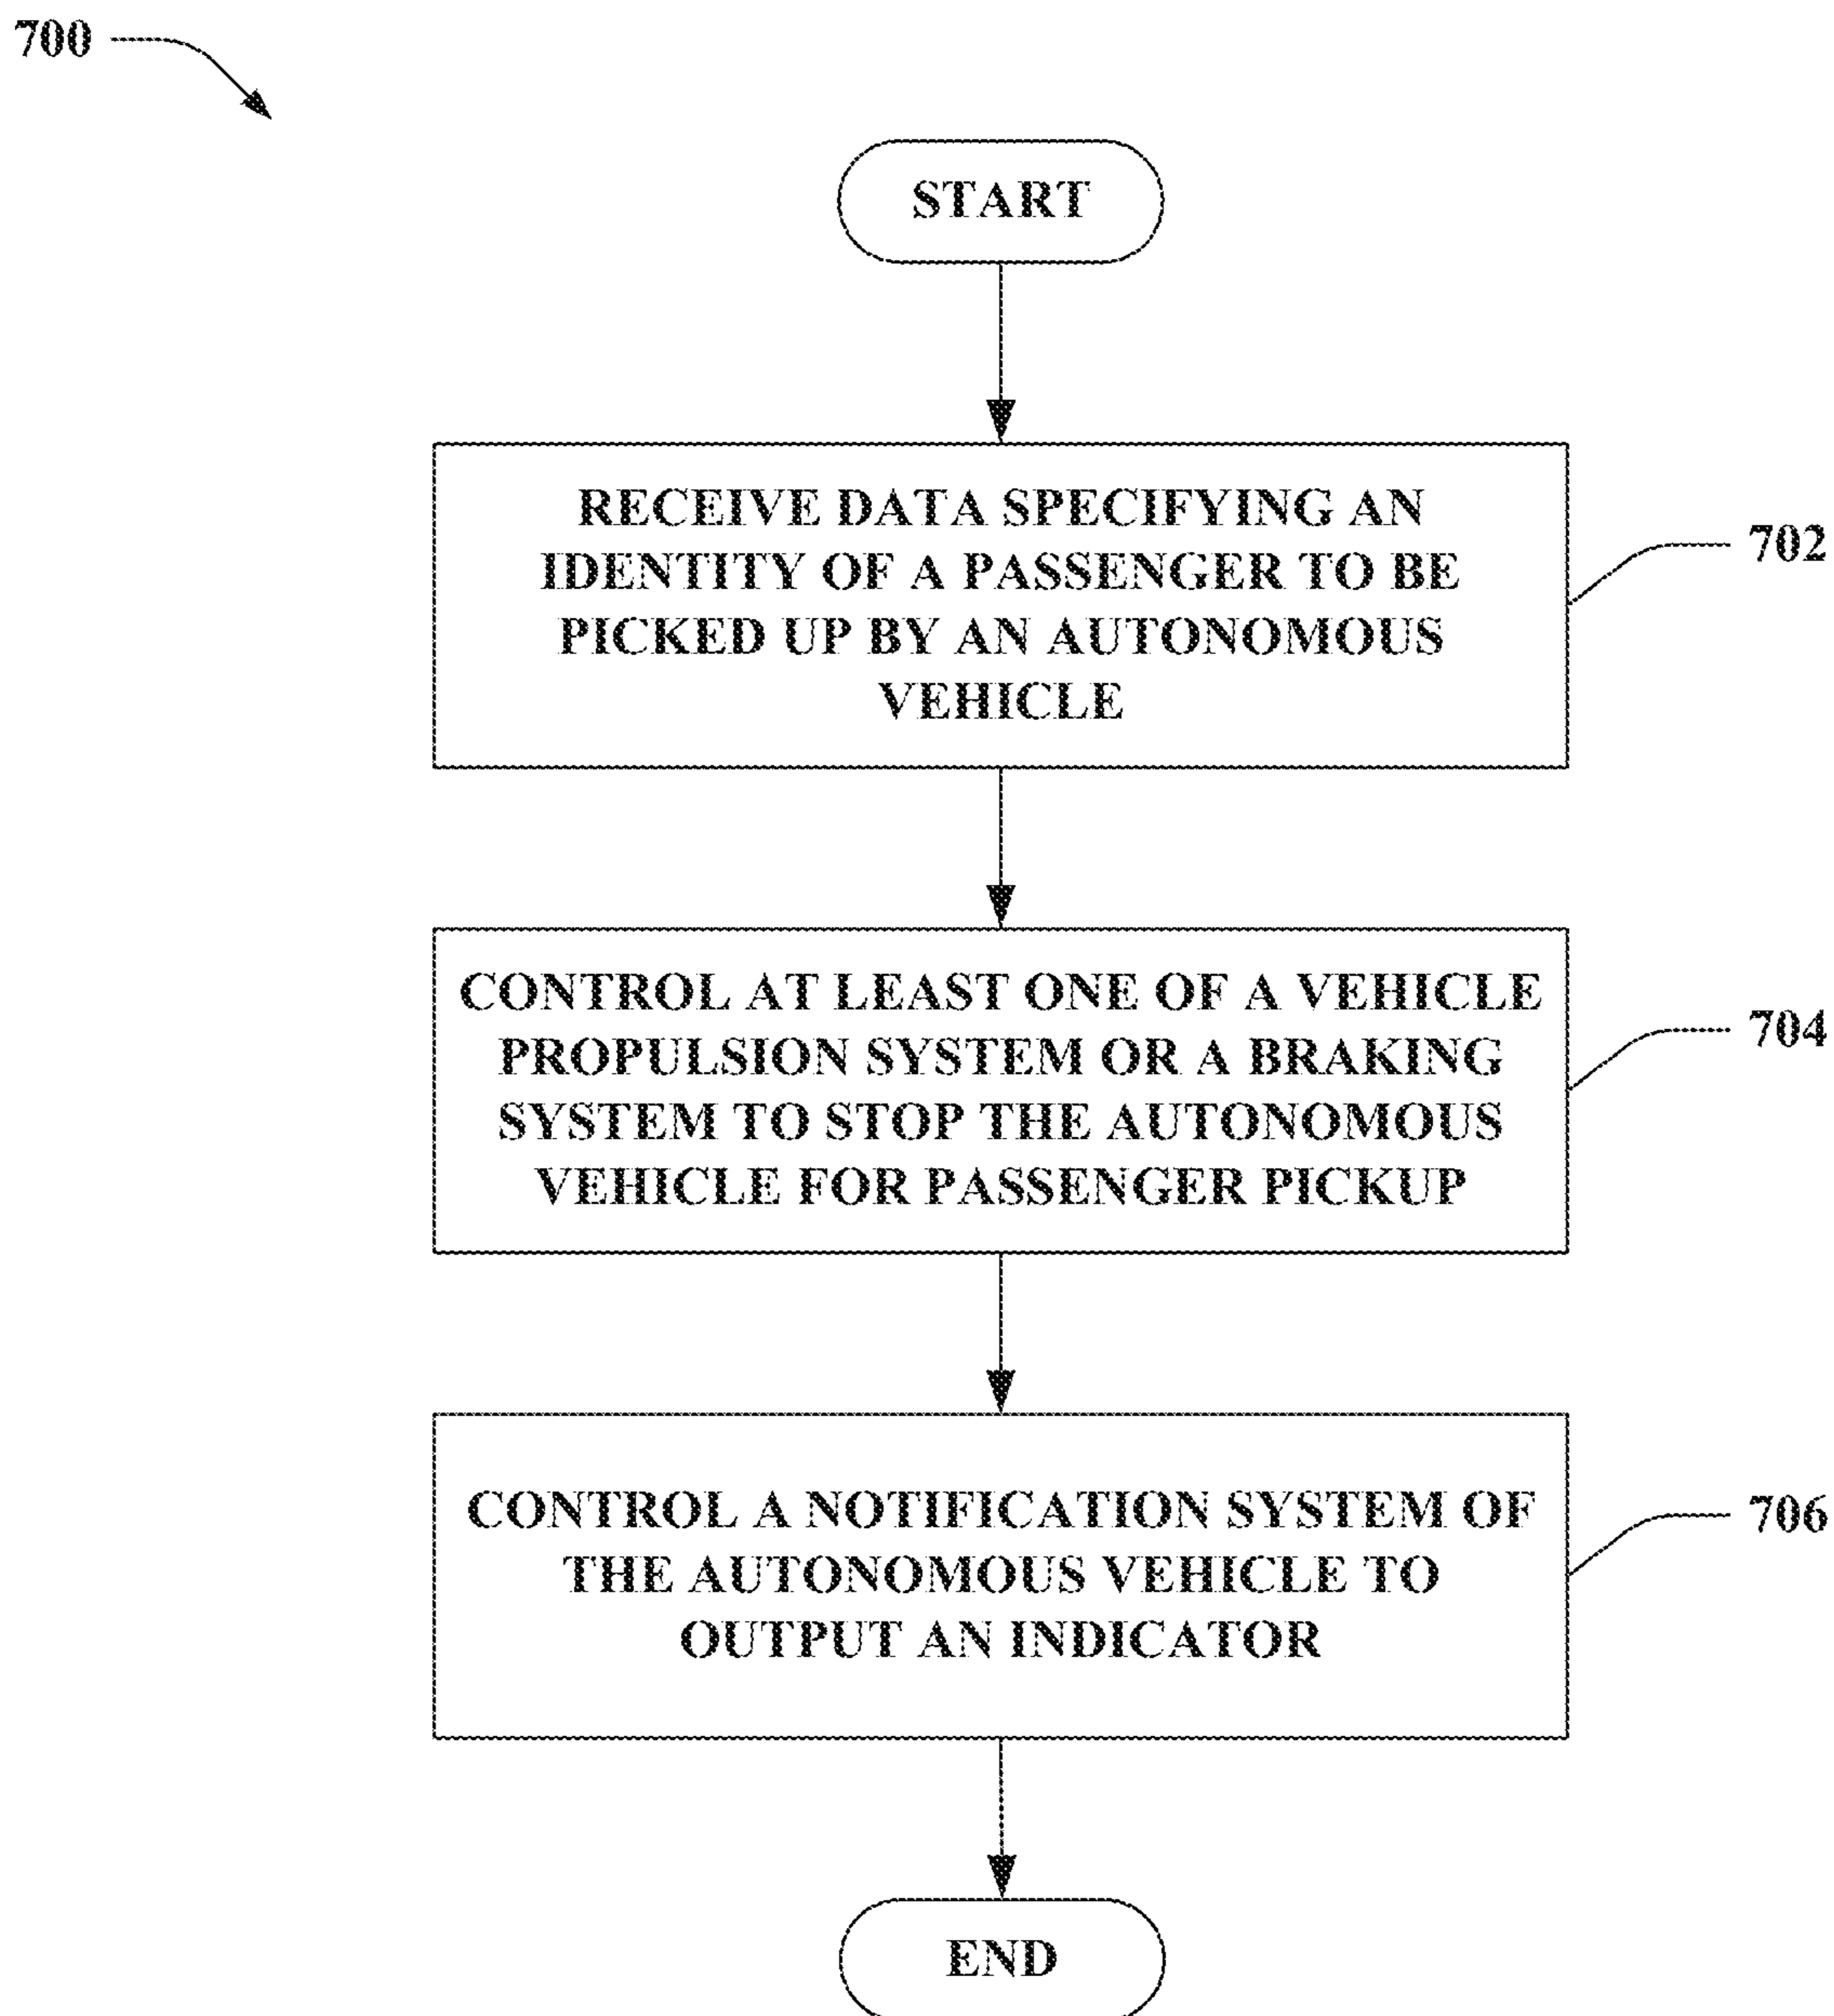 700
START
RECEIVE DATA SPECIFYING AN
IDENTITY OF A PASSENGER TO BE
PICKED UP BY AN AUTONOMOUS
VEHICLE
702
CONTROL AT LEAST ONE OF A VEHICLE
PROPULSION SYSTEM OR A BRAKING
SYSTEM TO STOP THE AUTONOMOUS
VEHICLE FOR PASSENGER PICKUP
704
CONTROL A NOTIFICATION SYSTEM OF
THE AUTONOMOUS VEHICLE TO
OUTPUT AN INDICATOR
706
END